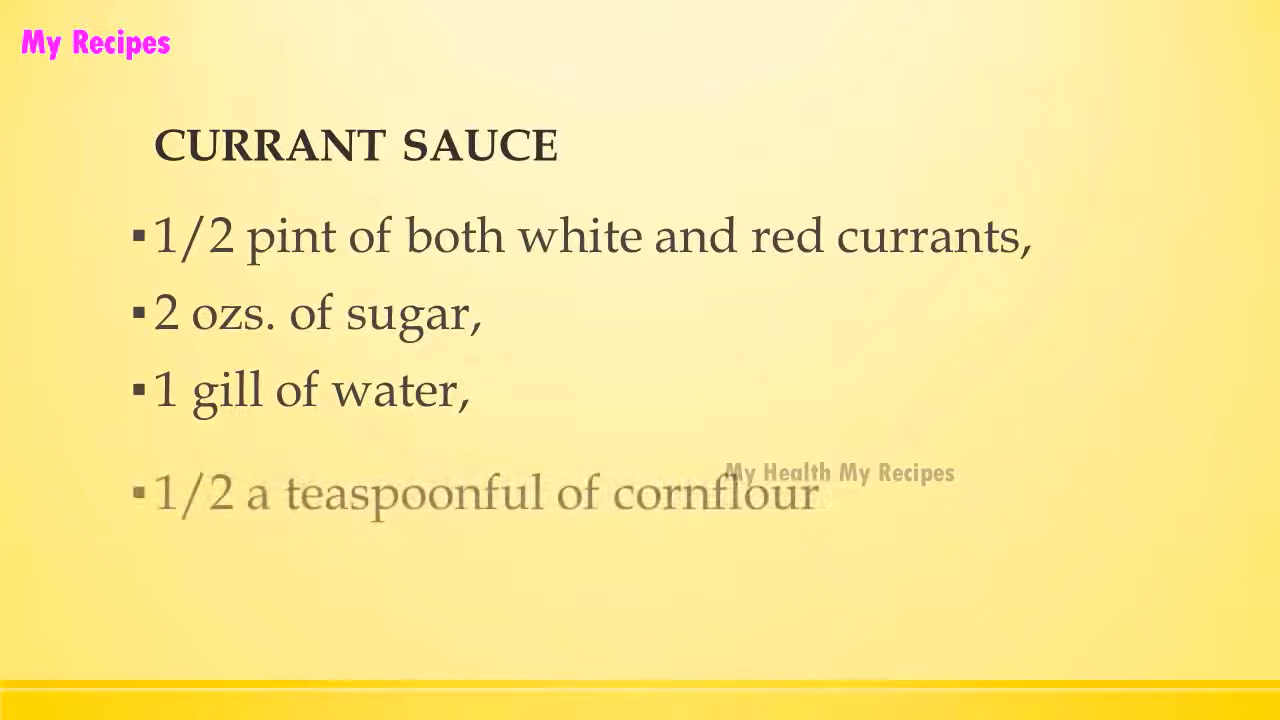 My Recipes
CURRANT SAUCE
▪1/2 pint of both white and red currants,
▪2 ozs. of sugar,
▪1 gill of water,
My Health My Recipes
▪1/2 a teaspoonful of cornflour